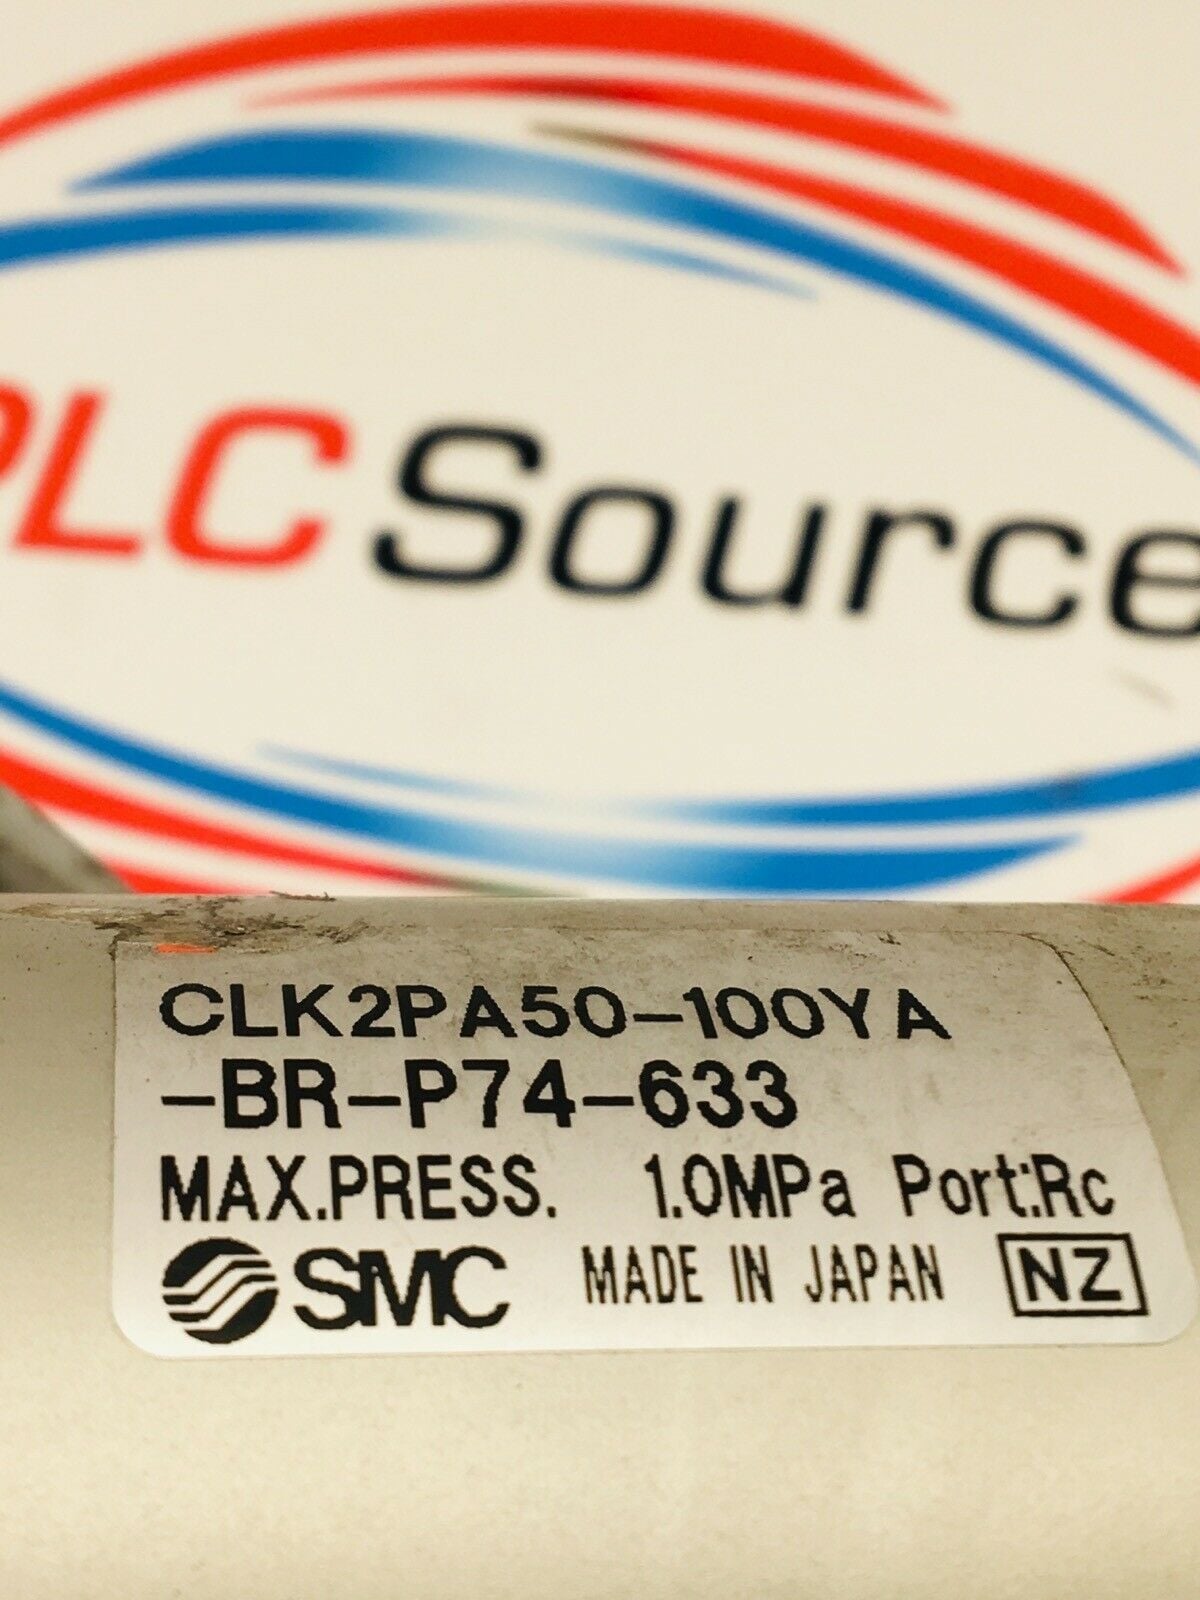 PLC Source
CLK2PA50-100YA
-BR-P74-633
MAX.PRESS. 1.0MPa Port:Rc
SMC MADE IN JAPAN NZ